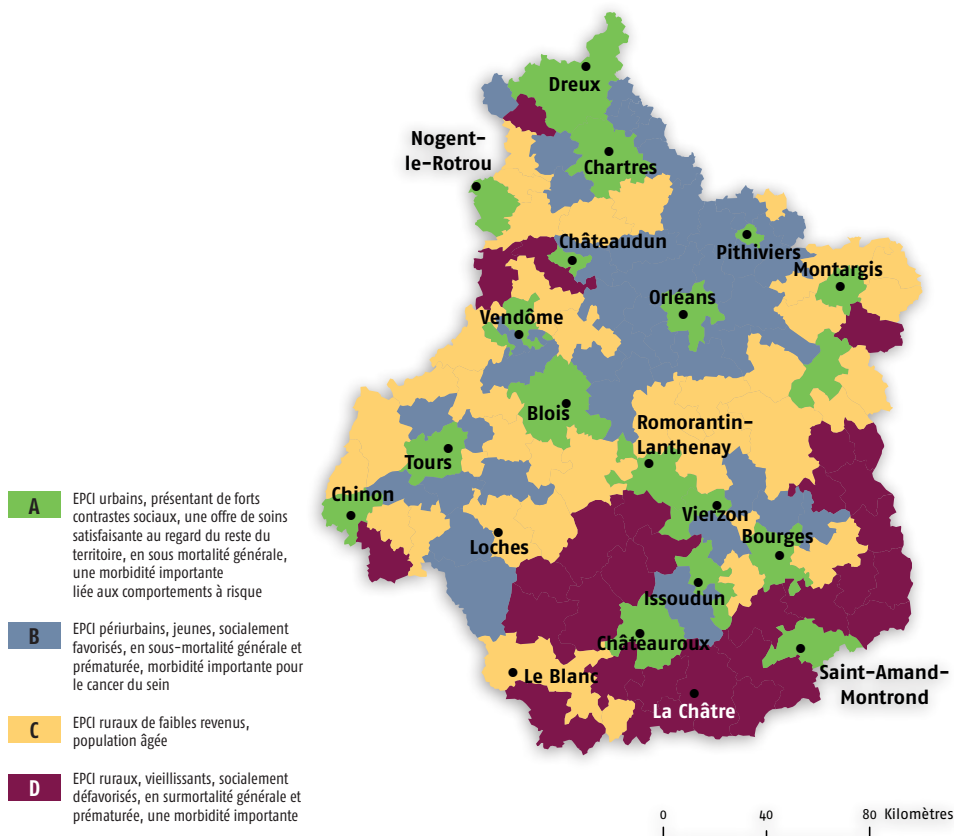 Dreux
Nogent-
le-Rotrou
Chartres
Châteaudun
Pithiviers
Montargis
Orléans
Vendôme
Blois
Romorantin-
Lanthenay
Tours
Chinon
Vierzon
Bourges
Loches
Issoudun
Châteauroux
Le Blanc
Saint-Amand-
Montrond
La Châtre
A
EPCI urbains, présentant de forts
contrastes sociaux, une offre de soins
satisfaisante au regard du reste du
territoire, en sous mortalité générale,
une morbidité importante
liée aux comportements à risque
B
EPCI périurbains, jeunes, socialement
favorisés, en sous-mortalité générale et
prématurée, morbidité importante pour
le cancer du sein
C
EPCI ruraux de faibles revenus,
population âgée
D
EPCI ruraux, vieillissants, socialement
défavorisés, en surmortalité générale et
prématurée, une morbidité importante
0 40 80 Kilomètres